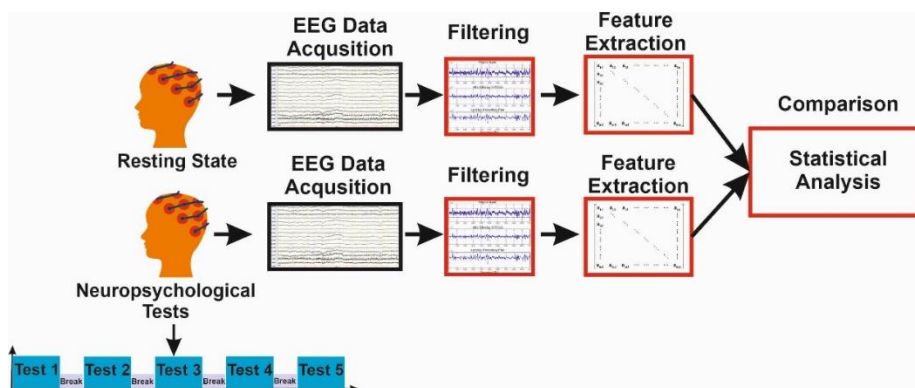 EEG Data
Acqusition
Filtering
Feature
Extraction
Resting State
Comparison
Statistical
Analysis
EEG Data
Acqusition
Filtering
Feature
Extraction
Neuropsychological
Tests
Test 1
Break
Test 2
Break
Test 3
Break
Test 4
Break
Test 5